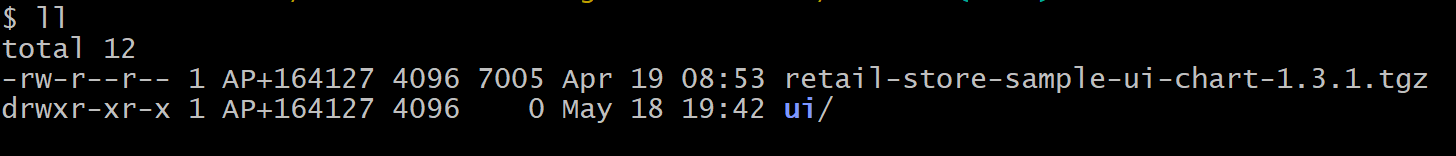 $ ll
total 12
-rw-r--r-- 1 AP+164127 4096 7005 Apr 19 08:53 retail-store-sample-ui-chart-1.3.1.tgz
drwxr-xr-x 1 AP+164127 4096    0 May 18 19:42 ui/